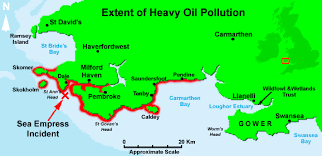 Extent of Heavy Oil Pollution
N
St David's
Ramsey
Island
St Bride's
Bay
Haverfordwest
Carmarthen
Skomer
Dale
Milford
Haven
Saundersfoot
Pendine
Skokholm
St Ann's
Head
Pembroke
Tenby
Carmarthen
Bay
Llanelli
Wildfowl & Wetlands
Trust
Loughor Estuary
Sea Empress
Incident
St Govan's
Head
Caldey
Worm's
Head
GOWER
Swansea
Swansea
Bay
0
20 Km
Approximate Scale